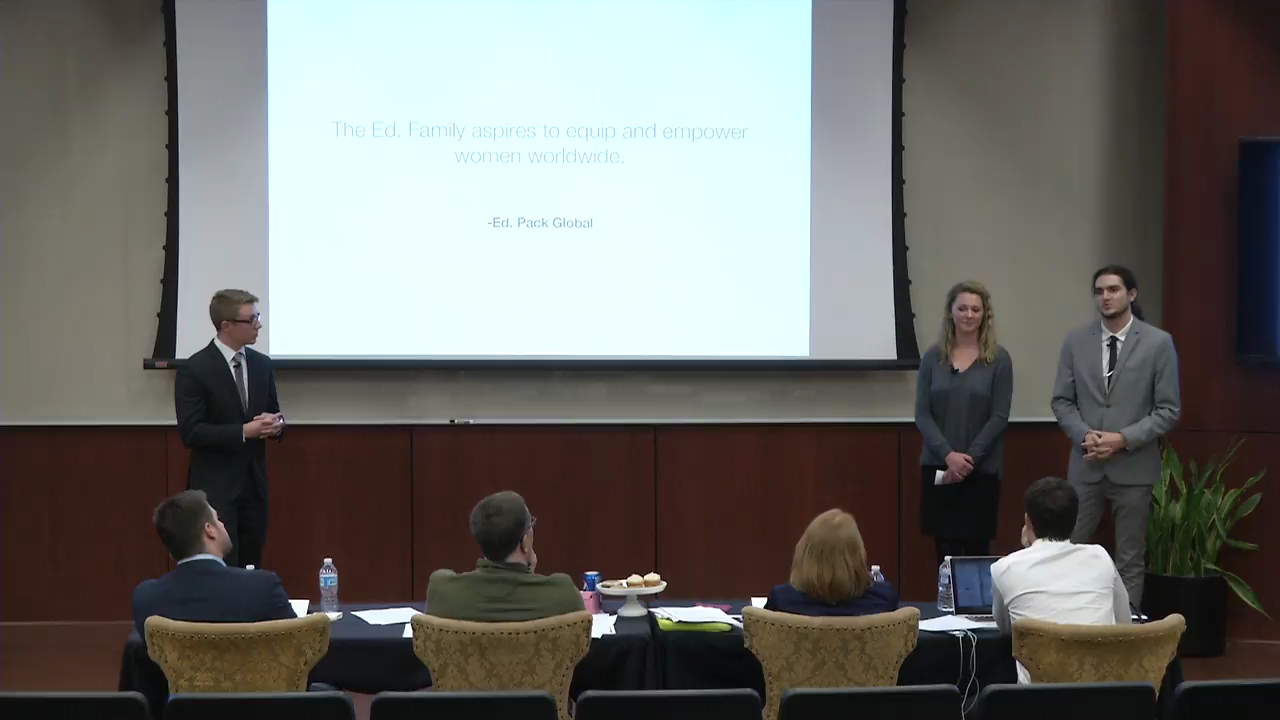 The Ed. Family aspires to equip and empower
women worldwide.
-Ed. Pack Global